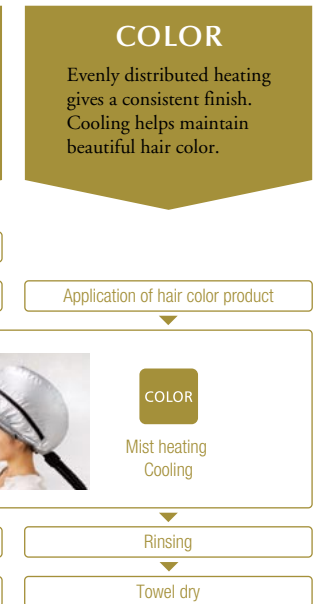 COLOR
Evenly distributed heating
gives a consistent finish.
Cooling helps maintain
beautiful hair color.
Application of hair color product
COLOR
Mist heating
Cooling
Rinsing
Towel dry